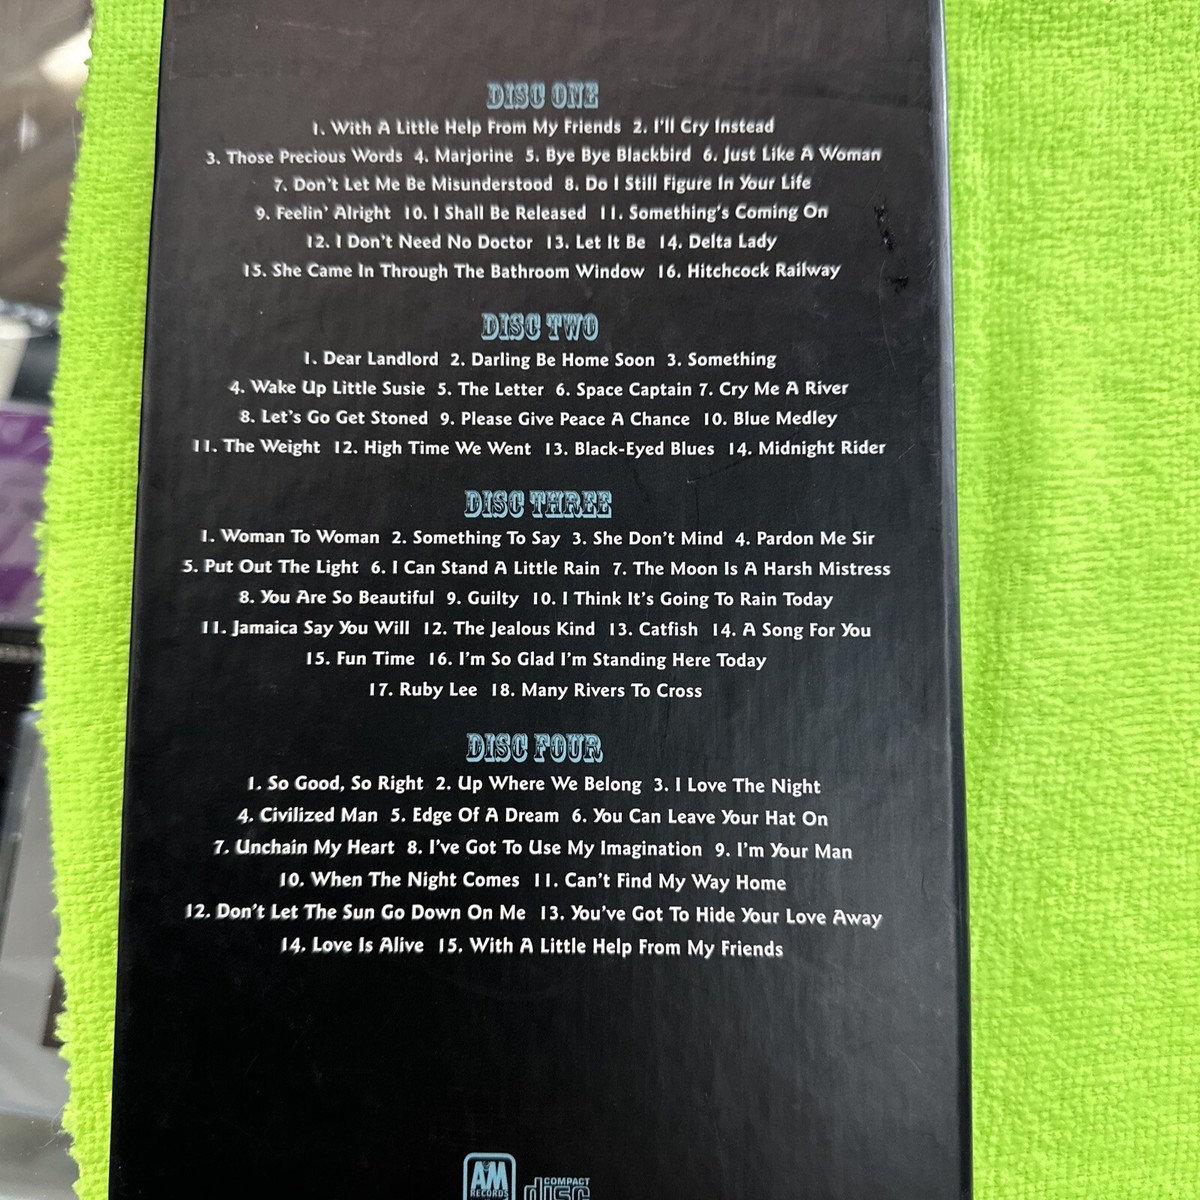 DISC ONE
1. With A Little Help From My Friends 2. I'll Cry Instead
3. Those Precious Words 4. Marjorine 5. Bye Bye Blackbird 6. Just Like A Woman
7. Don't Let Me Be Misunderstood 8. Do I Still Figure In Your Life
9. Feelin' Alright 10. I Shall Be Released 11. Something's Coming On
12. I Don't Need No Doctor 13. Let It Be 14. Delta Lady
15. She Came In Through The Bathroom Window 16. Hitchcock Railway
DISC TWO
1. Dear Landlord 2. Darling Be Home Soon 3. Something
4. Wake Up Little Susie 5. The Letter 6. Space Captain 7. Cry Me A River
8. Let's Go Get Stoned 9. Please Give Peace A Chance 10. Blue Medley
11. The Weight 12. High Time We Went 13. Black-Eyed Blues 14. Midnight Rider
DISC THREE
1. Woman To Woman 2. Something To Say 3. She Don't Mind 4. Pardon Me Sir
5. Put Out The Light 6. I Can Stand A Little Rain 7. The Moon Is A Harsh Mistress
8. You Are So Beautiful 9. Guilty 10. I Think It's Going To Rain Today
11. Jamaica Say You Will 12. The Jealous Kind 13. Catfish 14. A Song For You
15. Fun Time 16. I'm So Glad I'm Standing Here Today
17. Ruby Lee 18. Many Rivers To Cross
DISC FOUR
1. So Good, So Right 2. Up Where We Belong 3. I Love The Night
4. Civilized Man 5. Edge Of A Dream 6. You Can Leave Your Hat On
7. Unchain My Heart 8. I've Got To Use My Imagination 9. I'm Your Man
10. When The Night Comes 11. Can't Find My Way Home
12. Don't Let The Sun Go Down On Me 13. You've Got To Hide Your Love Away
14. Love Is Alive 15. With A Little Help From My Friends
A&M
RECORDS
COMPACT
disc